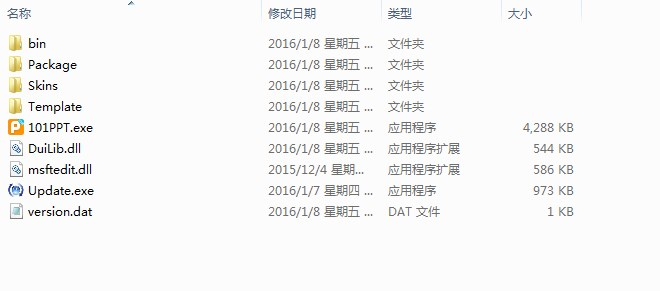 名称 修改日期 类型 大小
bin 2016/1/8 星期五 ... 文件夹
Package 2016/1/8 星期五 ... 文件夹
Skins 2016/1/8 星期五 ... 文件夹
Template 2016/1/8 星期五 ... 文件夹
101PPT.exe 2016/1/8 星期五 ... 应用程序 4,288 KB
DuiLib.dll 2016/1/8 星期五 ... 应用程序扩展 544 KB
msftedit.dll 2015/12/4 星期... 应用程序扩展 586 KB
Update.exe 2016/1/7 星期四 ... 应用程序 973 KB
version.dat 2016/1/8 星期五 ... DAT 文件 1 KB